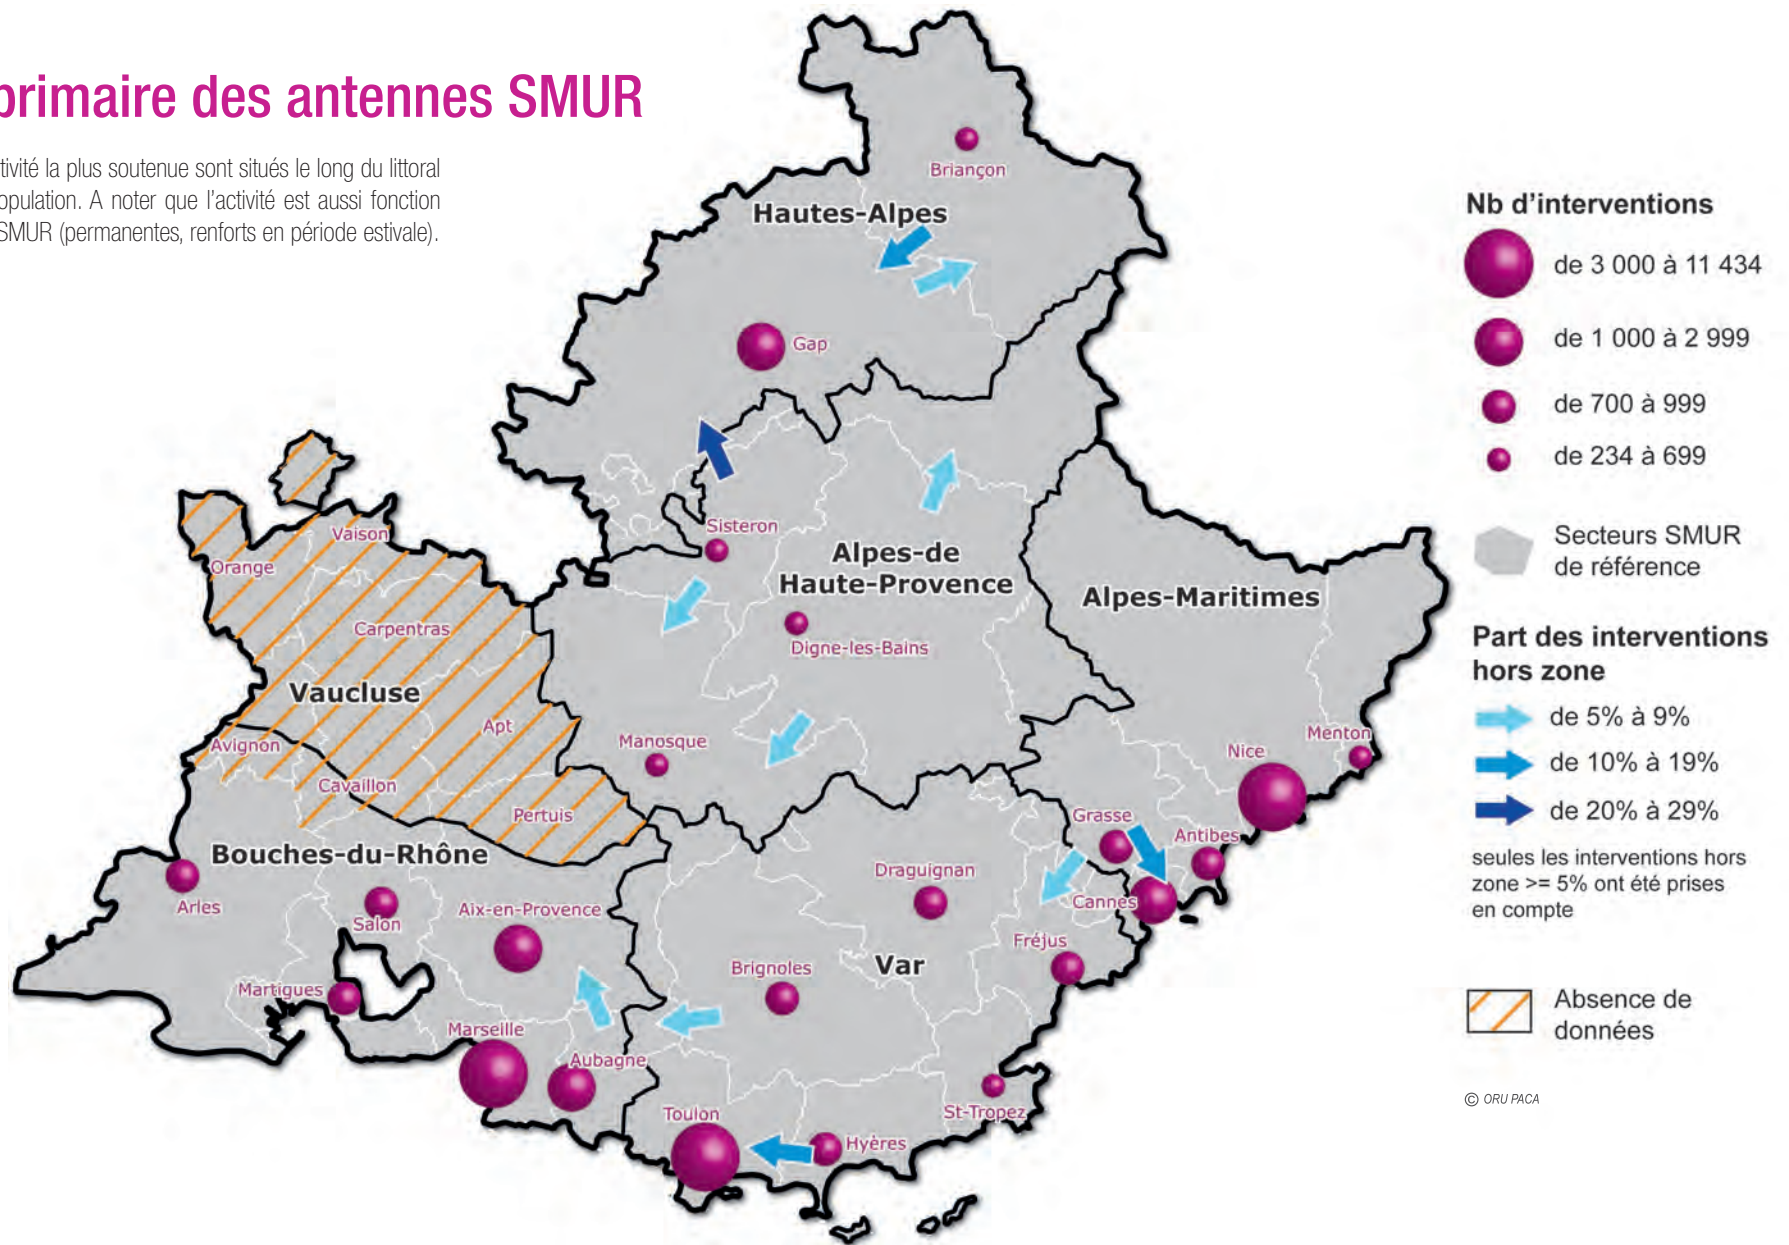 primaire des antennes SMUR
tivité la plus soutenue sont situés le long du littoral
opulation. A noter que l'activité est aussi fonction
SMUR (permanentes, renforts en période estivale).
Briançon
Hautes-Alpes
Gap
Sisteron
Alpes-de
Haute-Provence
Digne-les-Bains
Manosque
Alpes-Maritimes
Nice
Menton
Grasse
Antibes
Cannes
Vaison
Orange
Carpentras
Vaucluse
Apt
Avignon
Cavaillon
Pertuis
Bouches-du-Rhône
Arles
Salon
Aix-en-Provence
Martigues
Marseille
Aubagne
Draguignan
Fréjus
Var
Brignoles
Toulon
Hyères
St-Tropez
Nb d'interventions
de 3 000 à 11 434
de 1 000 à 2 999
de 700 à 999
de 234 à 699
Secteurs SMUR
de référence
Part des interventions
hors zone
de 5% à 9%
de 10% à 19%
de 20% à 29%
seules les interventions hors
zone >= 5% ont été prises
en compte
Absence de
données
© ORU PACA